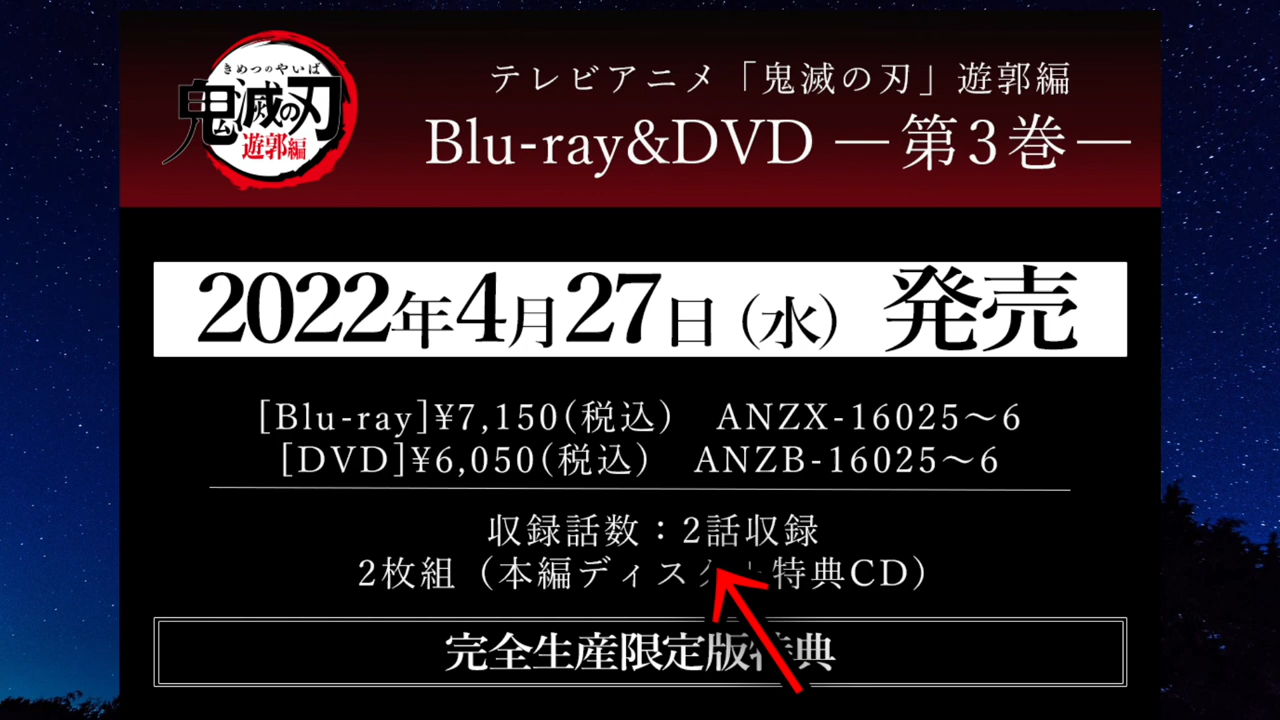 きめつのやいば
鬼滅の刃
遊郭編
テレビアニメ「鬼滅の刃」遊郭編
Blu-ray&DVD ―第3巻―
2022年4月27日(水) 発売
[Blu-ray]¥7,150(税込) ANZX-16025～6
[DVD]¥6,050(税込) ANZB-16025～6
収録話数：2話収録
2枚組（本編ディスク＋特典CD）
完全生産限定版特典